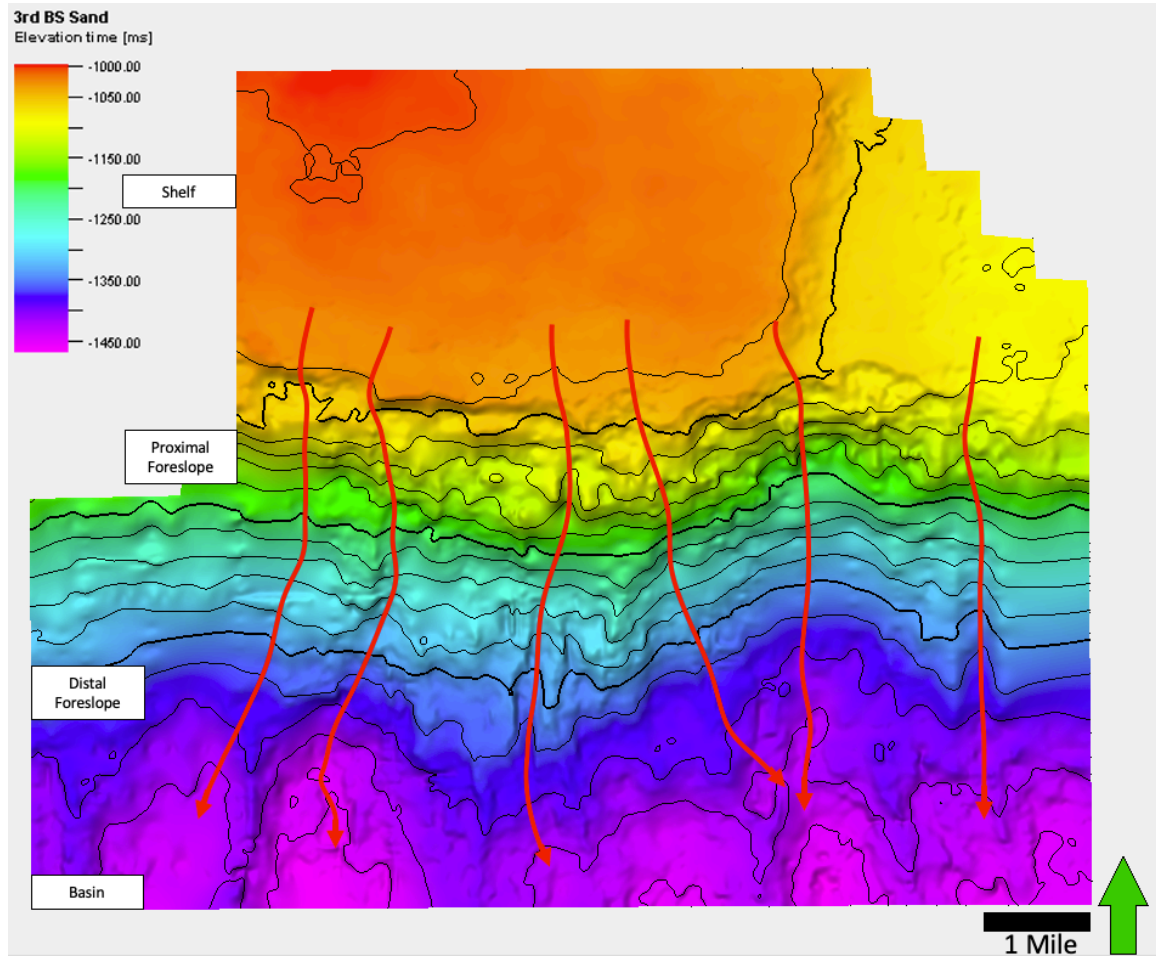 3rd BS Sand
Elevation time [ms]
-1000.00
-1050.00
-1150.00
-1250.00
-1350.00
-1450.00
Shelf
Proximal
Foreslope
Distal
Foreslope
Basin
1 Mile